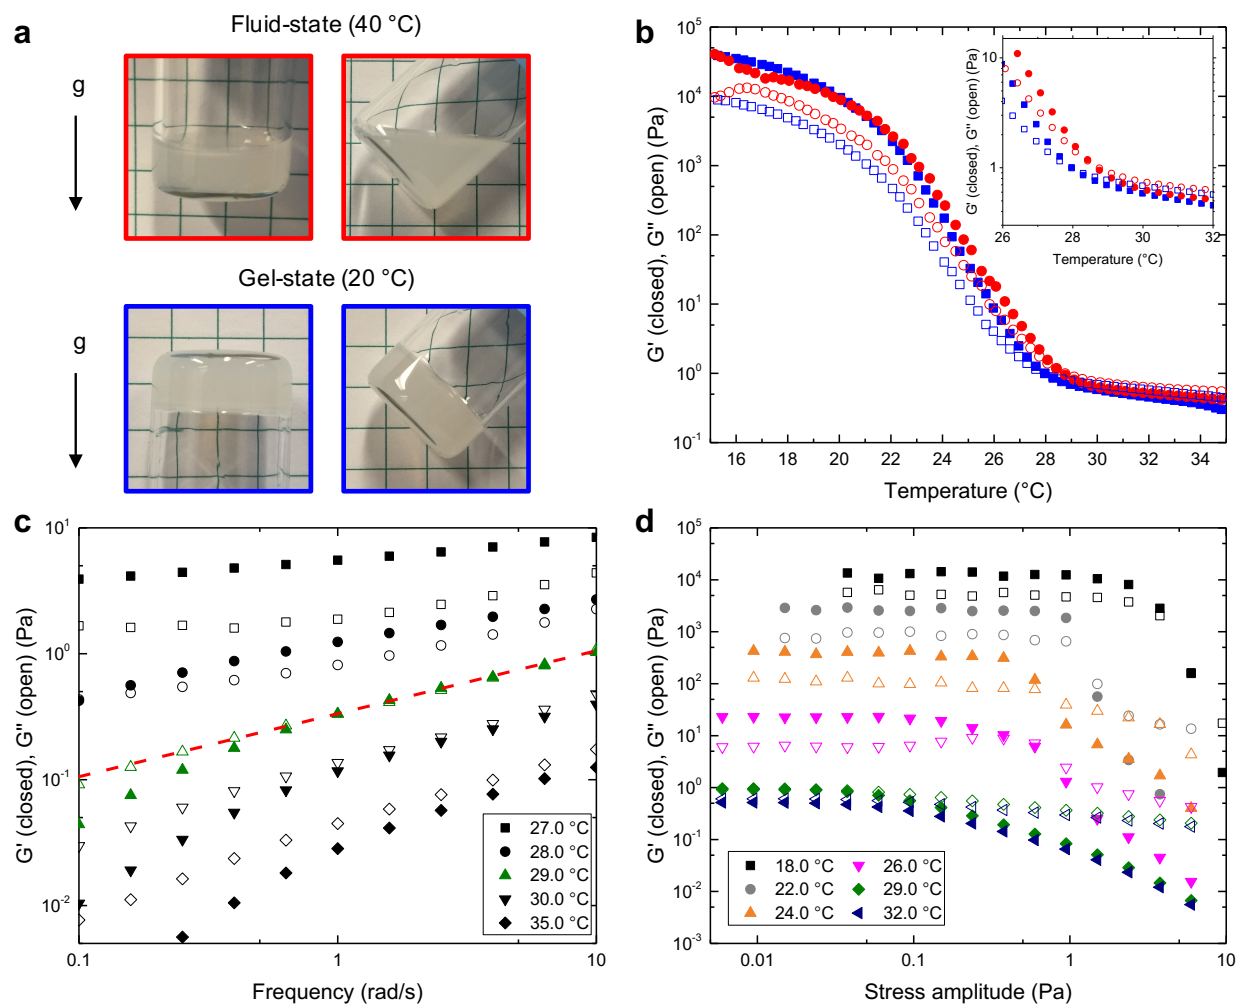 a
Fluid-state (40 °C)
g
Gel-state (20 °C)
g
b
G' (closed), G'' (open) (Pa)
10^5
10^4
10^3
10^2
10^1
10^0
10^-1
16 18 20 22 24 26 28 30 32 34
Temperature (°C)
G' (closed), G'' (open) (Pa)
10
1
26 28 30 32
Temperature (°C)
c
G' (closed), G'' (open) (Pa)
10^1
10^0
10^-1
10^-2
0.1 1 10
Frequency (rad/s)
27.0 °C
28.0 °C
29.0 °C
30.0 °C
35.0 °C
d
G' (closed), G'' (open) (Pa)
10^5
10^4
10^3
10^2
10^1
10^0
10^-1
10^-2
10^-3
0.01 0.1 1 10
Stress amplitude (Pa)
18.0 °C 26.0 °C
22.0 °C 29.0 °C
24.0 °C 32.0 °C